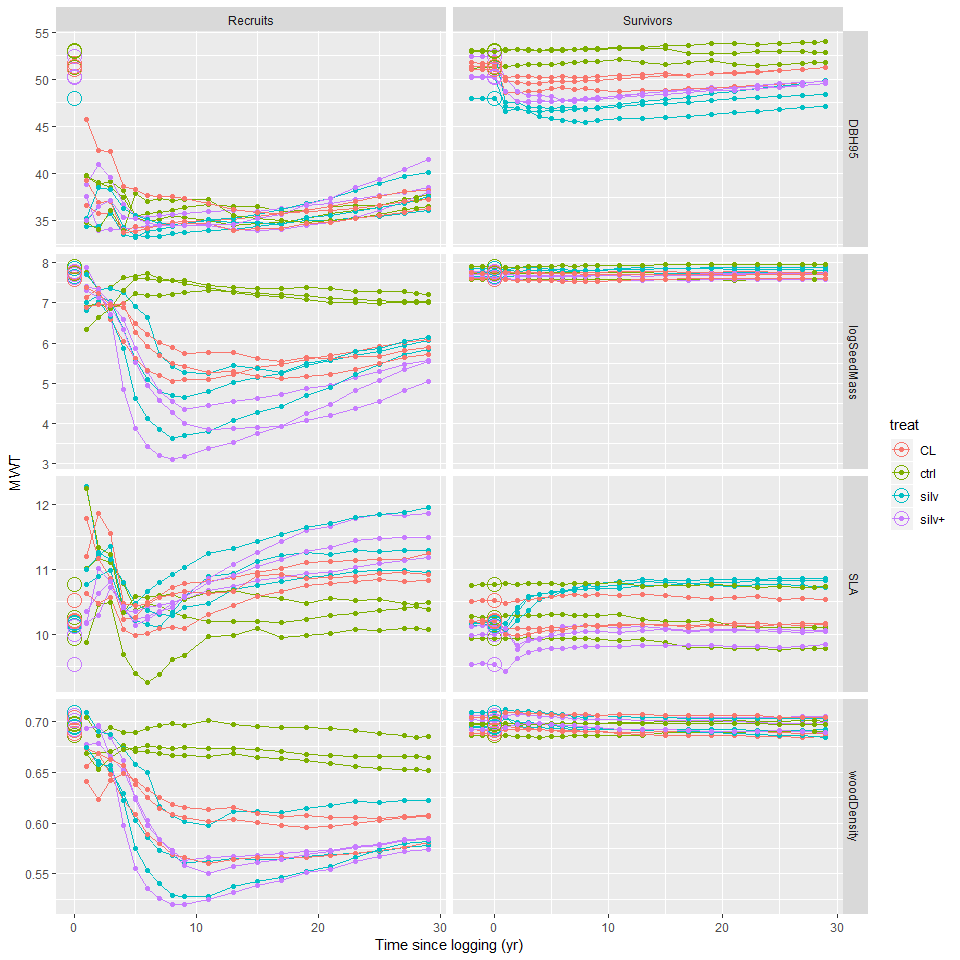 Recruits Survivors
55
50
45
40
35
DBH95
8
7
6
5
4
3
logSeedMass
MWT
12
11
10
SLA
0.70
0.65
0.60
0.55
woodDensity
0 10 20 30 0 10 20 30
Time since logging (yr)
treat
CL
ctrl
silv
silv+